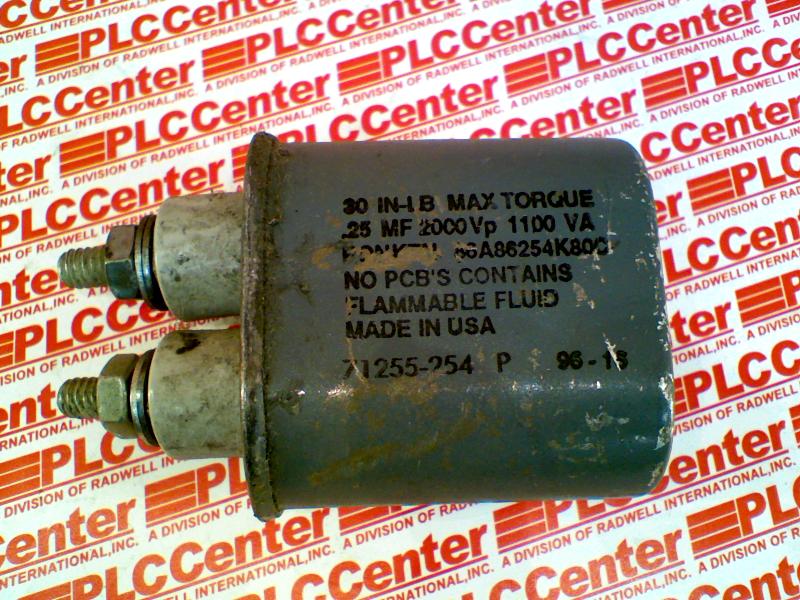 30 IN-LB MAX TORQUE
.25 MF 2000Vp 1100 VA
66A86254K800
NO PCB'S CONTAINS
FLAMMABLE FLUID
MADE IN USA
71255-254 P 96-18
PLCCenter
A DIVISION OF RADWELL INTERNATIONAL, INC.